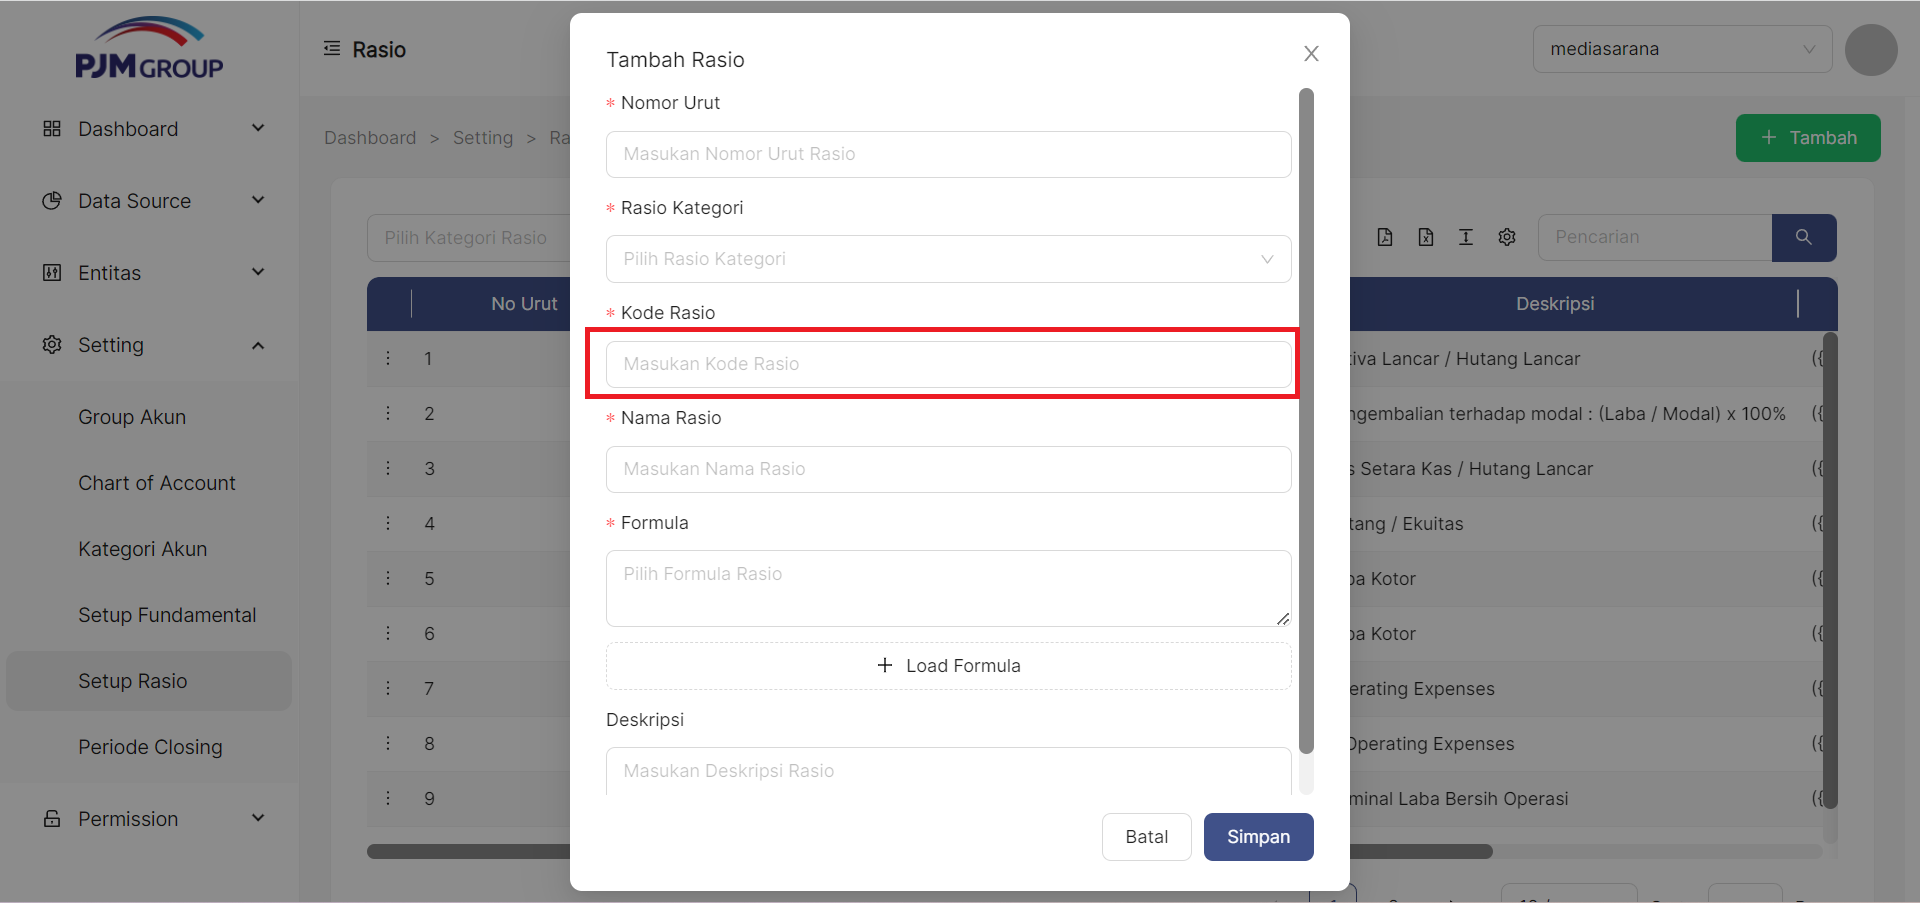 PJM GROUP
Rasio
mediasarana
Dashboard
Data Source
Entitas
Setting
Group Akun
Chart of Account
Kategori Akun
Setup Fundamental
Setup Rasio
Periode Closing
Permission
Dashboard > Setting > Ra
Tambah
Pilih Kategori Rasio
Pencarian
No Urut
Deskripsi
1
tiva Lancar / Hutang Lancar ({
2
ngembalian terhadap modal : (Laba / Modal) x 100% ({
3
s Setara Kas / Hutang Lancar ({
4
tang / Ekuitas ({
5
ba Kotor ({
6
ba Kotor ({
7
erating Expenses ({
8
Operating Expenses ({
9
minal Laba Bersih Operasi ({
Tambah Rasio
* Nomor Urut
Masukan Nomor Urut Rasio
* Rasio Kategori
Pilih Rasio Kategori
* Kode Rasio
Masukan Kode Rasio
* Nama Rasio
Masukan Nama Rasio
* Formula
Pilih Formula Rasio
+ Load Formula
Deskripsi
Masukan Deskripsi Rasio
Batal
Simpan